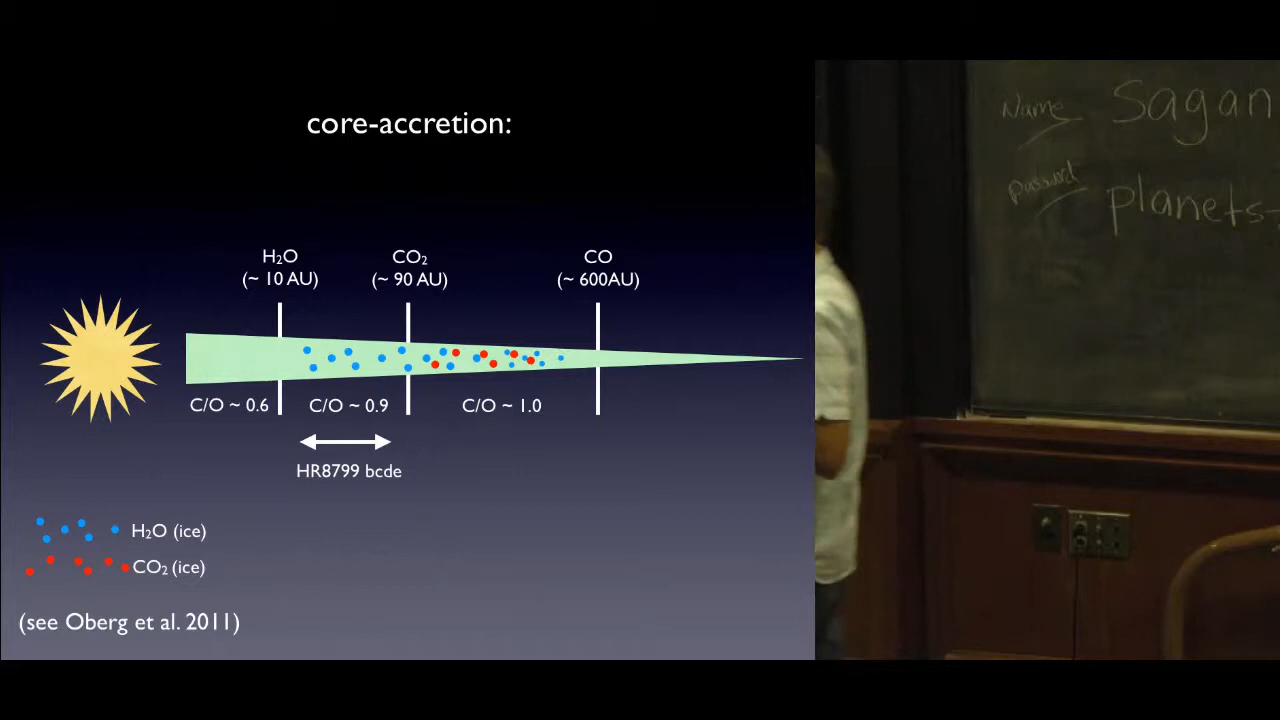 core-accretion:
H₂O
(~ 10 AU)
CO₂
(~ 90 AU)
CO
(~ 600AU)
C/O ~ 0.6
C/O ~ 0.9
C/O ~ 1.0
HR8799 bcde
H₂O (ice)
CO₂ (ice)
(see Oberg et al. 2011)
Name Sagan
Password planets-